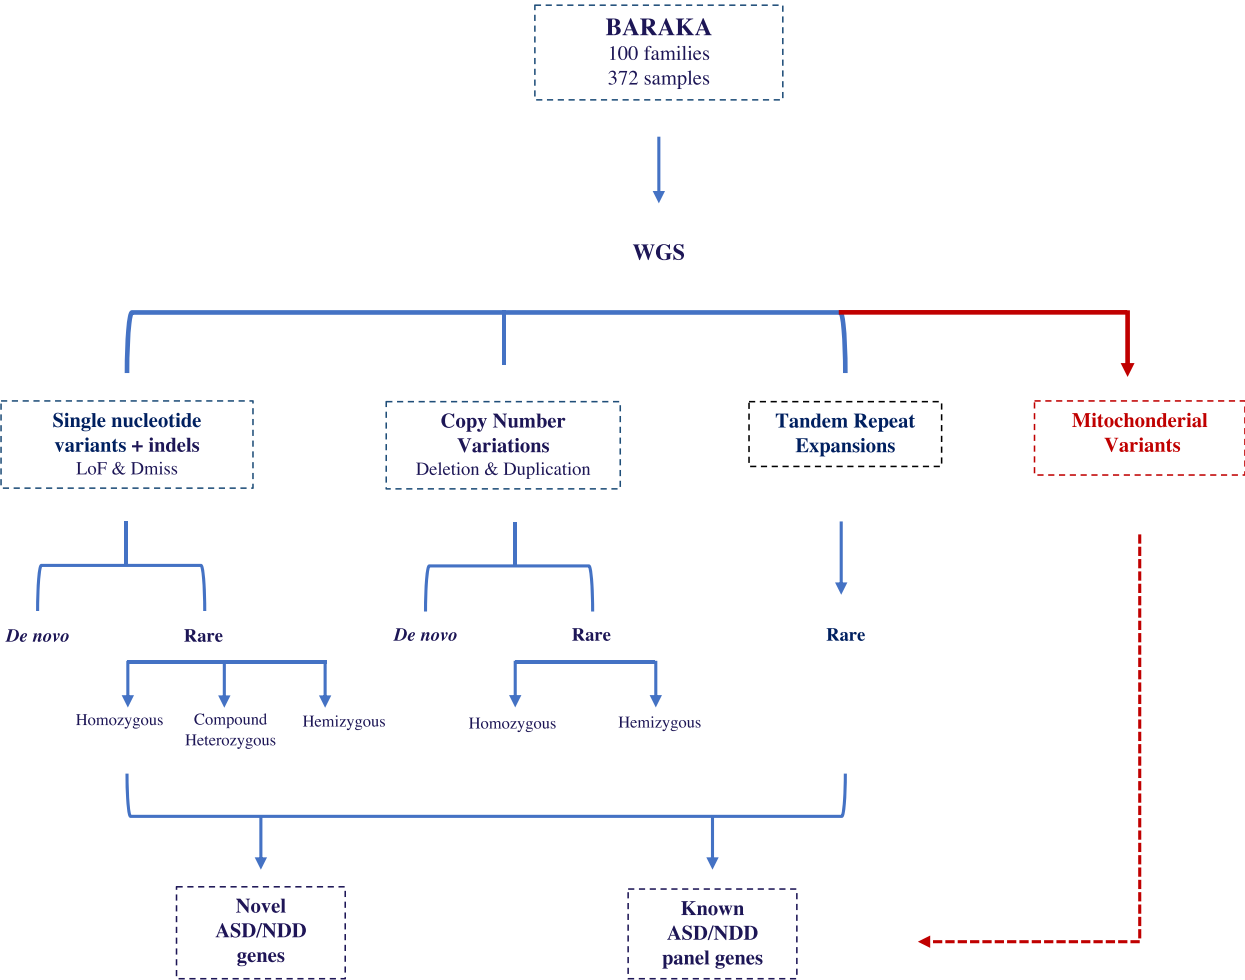 BARAKA
100 families
372 samples
WGS
Single nucleotide
variants + indels
LoF & Dmiss
Copy Number
Variations
Deletion & Duplication
Tandem Repeat
Expansions
Mitochonderial
Variants
De novo
Rare
De novo
Rare
Rare
Homozygous
Compound
Heterozygous
Hemizygous
Homozygous
Hemizygous
Novel
ASD/NDD
genes
Known
ASD/NDD
panel genes